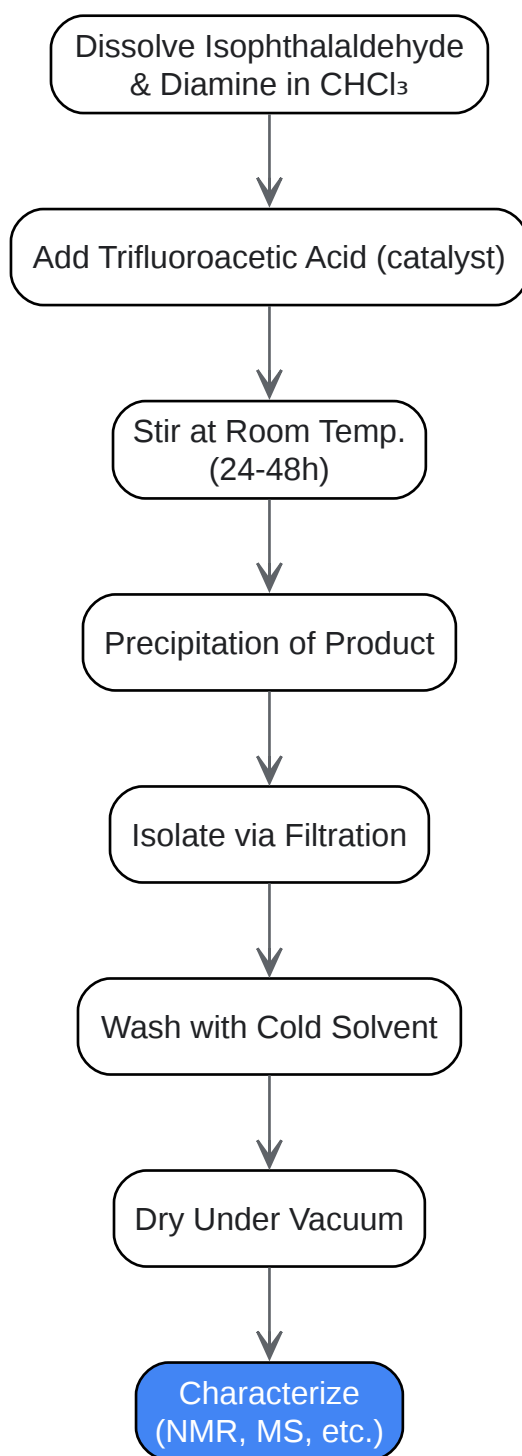 Dissolve Isophthalaldehyde
& Diamine in CHCl₃
Add Trifluoroacetic Acid (catalyst)
Stir at Room Temp.
(24-48h)
Precipitation of Product
Isolate via Filtration
Wash with Cold Solvent
Dry Under Vacuum
Characterize
(NMR, MS, etc.)